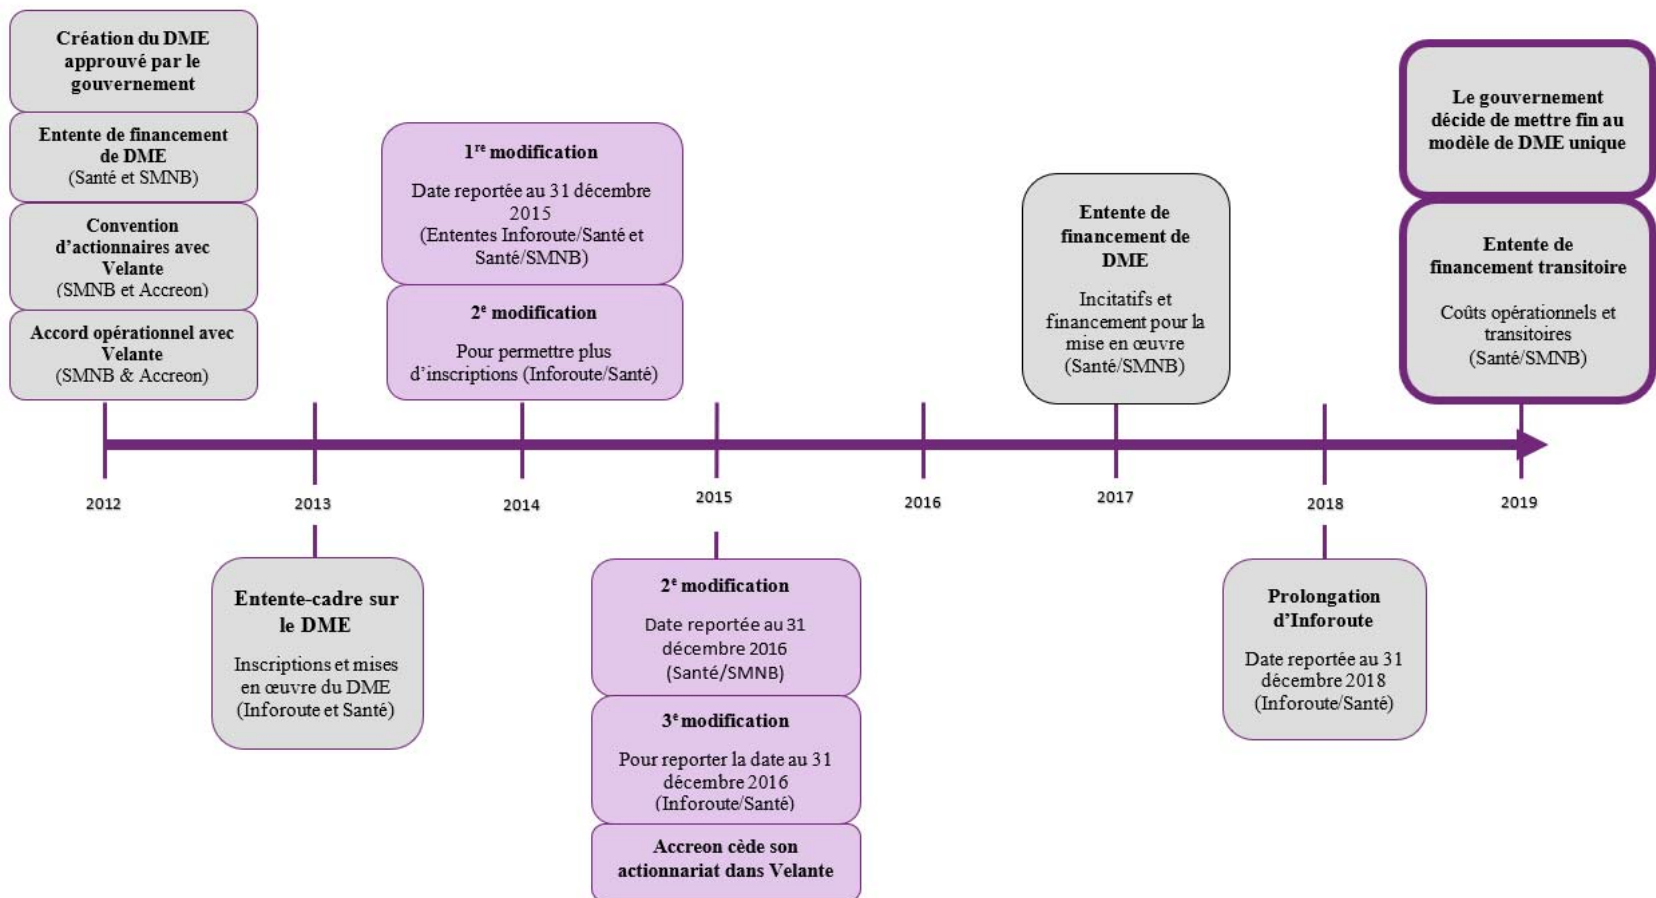 Création du DME
approuvé par le
gouvernement
Entente de financement
de DME
(Santé et SMNB)
Convention
d’actionnaires avec
Velante
(SMNB et Accreon)
Accord opérationnel avec
Velante
(SMNB & Accreon)
1re modification
Date reportée au 31 décembre
2015
(Ententes Inforoute/Santé et
Santé/SMNB)
2e modification
Pour permettre plus
d’inscriptions (Inforoute/Santé)
Entente de
financement de
DME
Incitatifs et
financement pour la
mise en œuvre
(Santé/SMNB)
Le gouvernement
décide de mettre fin au
modèle de DME unique
Entente de
financement transitoire
Coûts opérationnels et
transitoires
(Santé/SMNB)
2012
2013
2014
2015
2016
2017
2018
2019
Entente-cadre sur
le DME
Inscriptions et mises
en œuvre du DME
(Inforoute et Santé)
2e modification
Date reportée au 31
décembre 2016
(Santé/SMNB)
3e modification
Pour reporter la date au 31
décembre 2016
(Inforoute/Santé)
Accreon cède son
actionnariat dans Velante
Prolongation
d’Inforoute
Date reportée au 31
décembre 2018
(Inforoute/Santé)